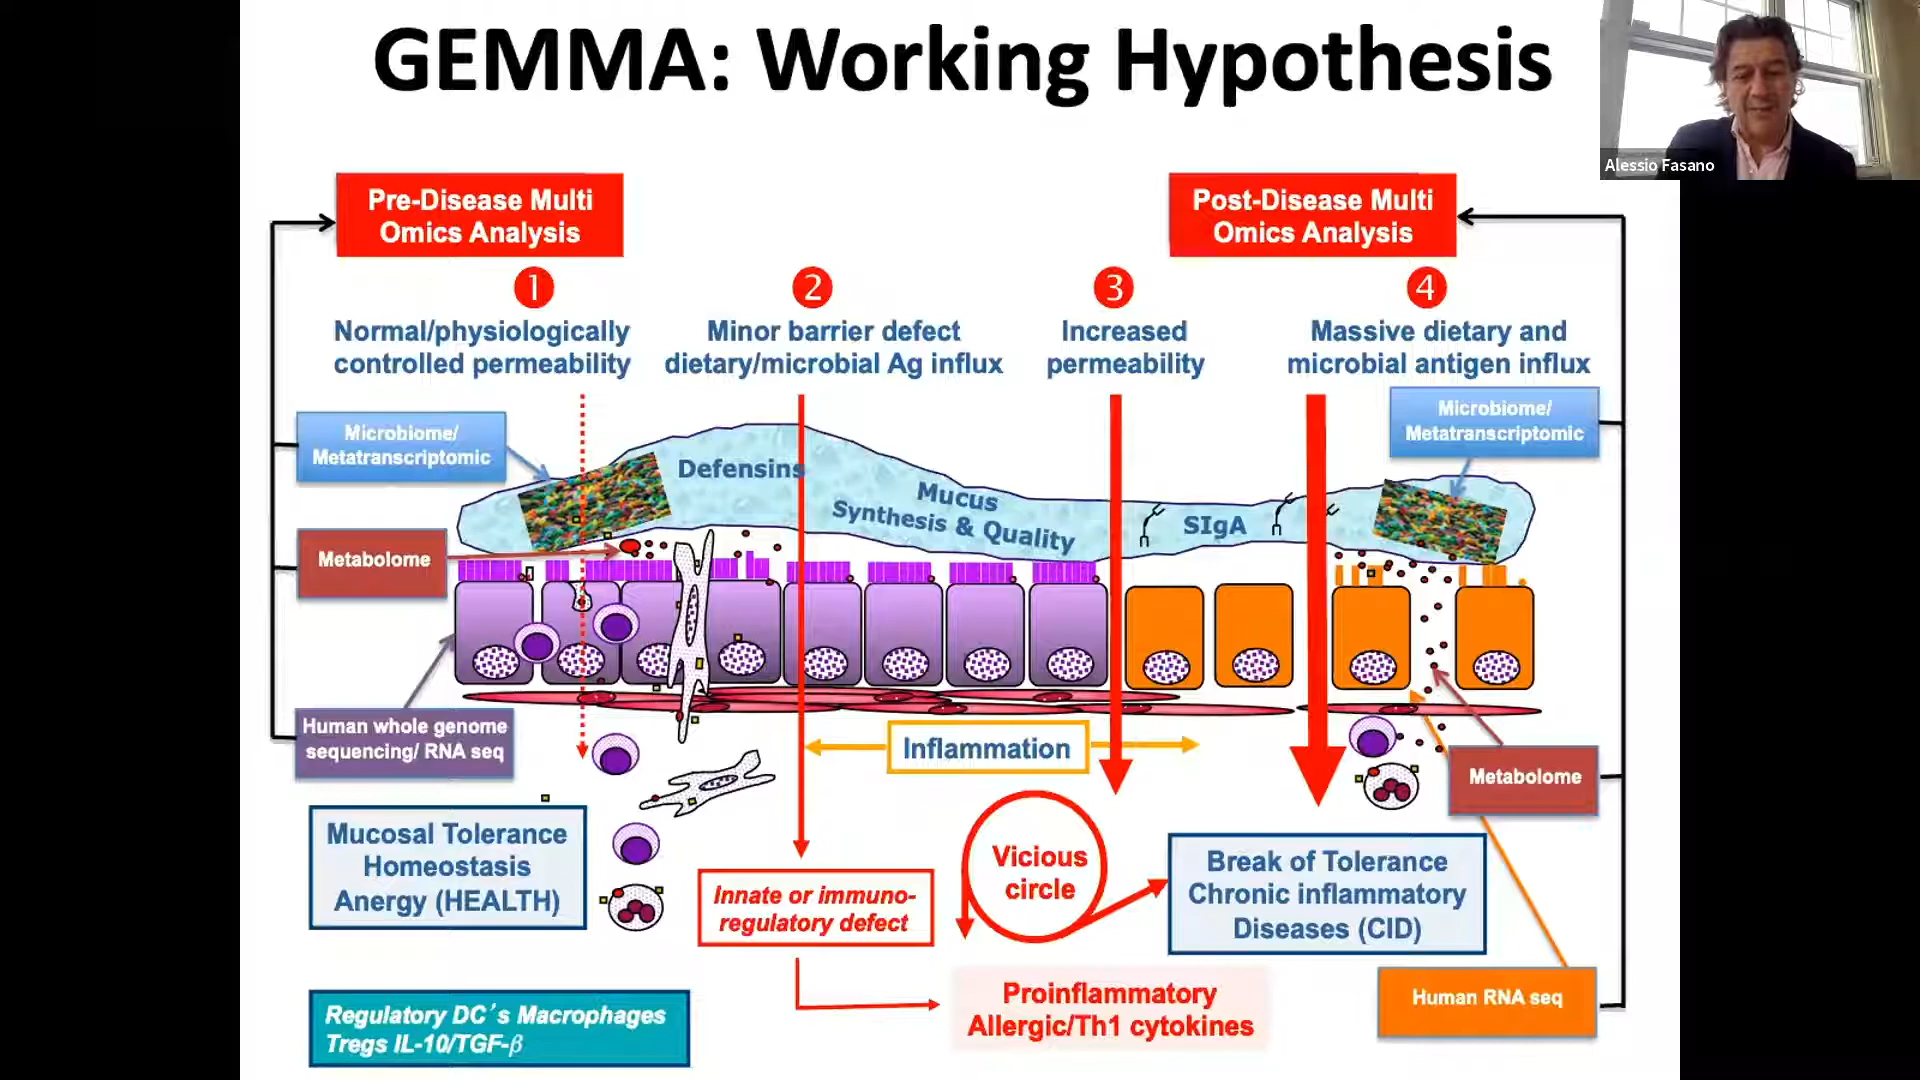 GEMMA: Working Hypothesis
Alessio Fasano
Pre-Disease Multi
Omics Analysis
Post-Disease Multi
Omics Analysis
1
2
3
4
Normal/physiologically
controlled permeability
Minor barrier defect
dietary/microbial Ag influx
Increased
permeability
Massive dietary and
microbial antigen influx
Microbiome/
Metatranscriptomic
Microbiome/
Metatranscriptomic
Defensins
Mucus
Synthesis & Quality
SIgA
Metabolome
Human whole genome
sequencing/ RNA seq
Inflammation
Metabolome
Mucosal Tolerance
Homeostasis
Anergy (HEALTH)
Innate or immuno-
regulatory defect
Vicious
circle
Break of Tolerance
Chronic inflammatory
Diseases (CID)
Proinflammatory
Allergic/Th1 cytokines
Human RNA seq
Regulatory DC´s Macrophages
Tregs IL-10/TGF-β